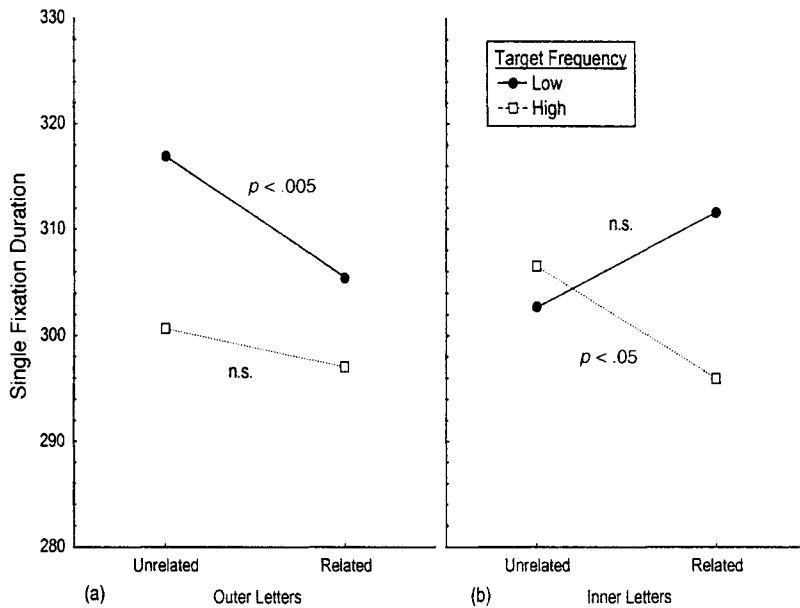 Single Fixation Duration
330
320
310
300
290
280
p < .005
n.s.
Unrelated
Related
(a)
Outer Letters
Target Frequency
Low
High
n.s.
p < .05
Unrelated
Related
(b)
Inner Letters